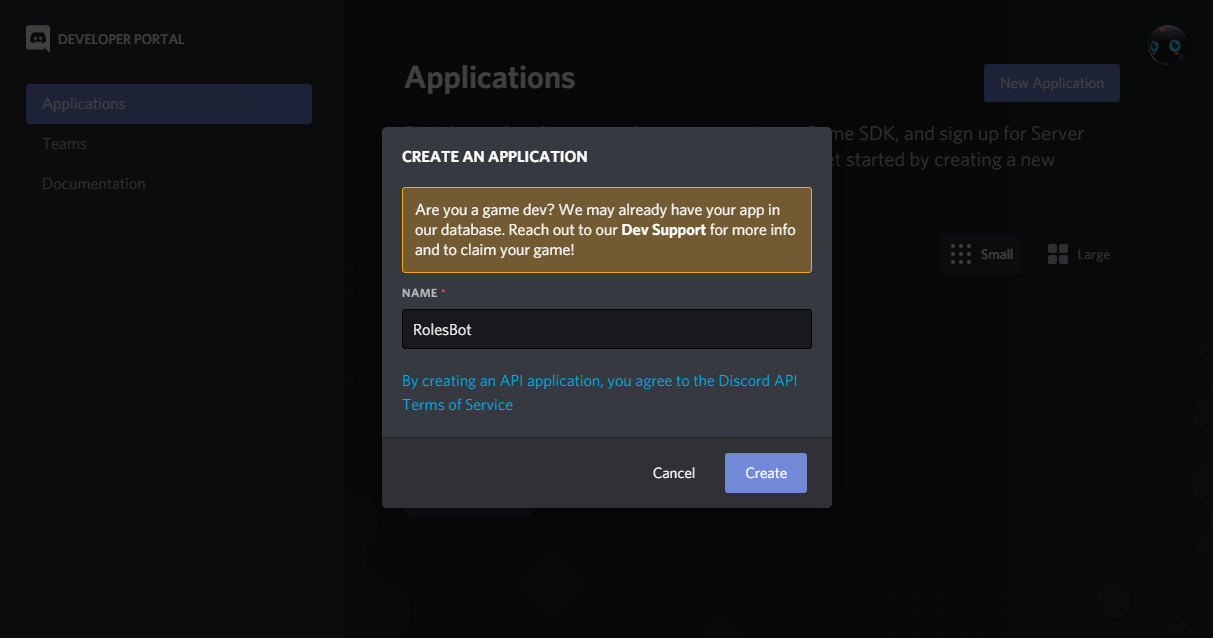 DEVELOPER PORTAL
Applications
Teams
Documentation
Applications
New Application
me SDK, and sign up for Server
started by creating a new
Small
Large
CREATE AN APPLICATION
Are you a game dev? We may already have your app in
our database. Reach out to our Dev Support for more info
and to claim your game!
NAME *
RolesBot
By creating an API application, you agree to the Discord API
Terms of Service
Cancel
Create